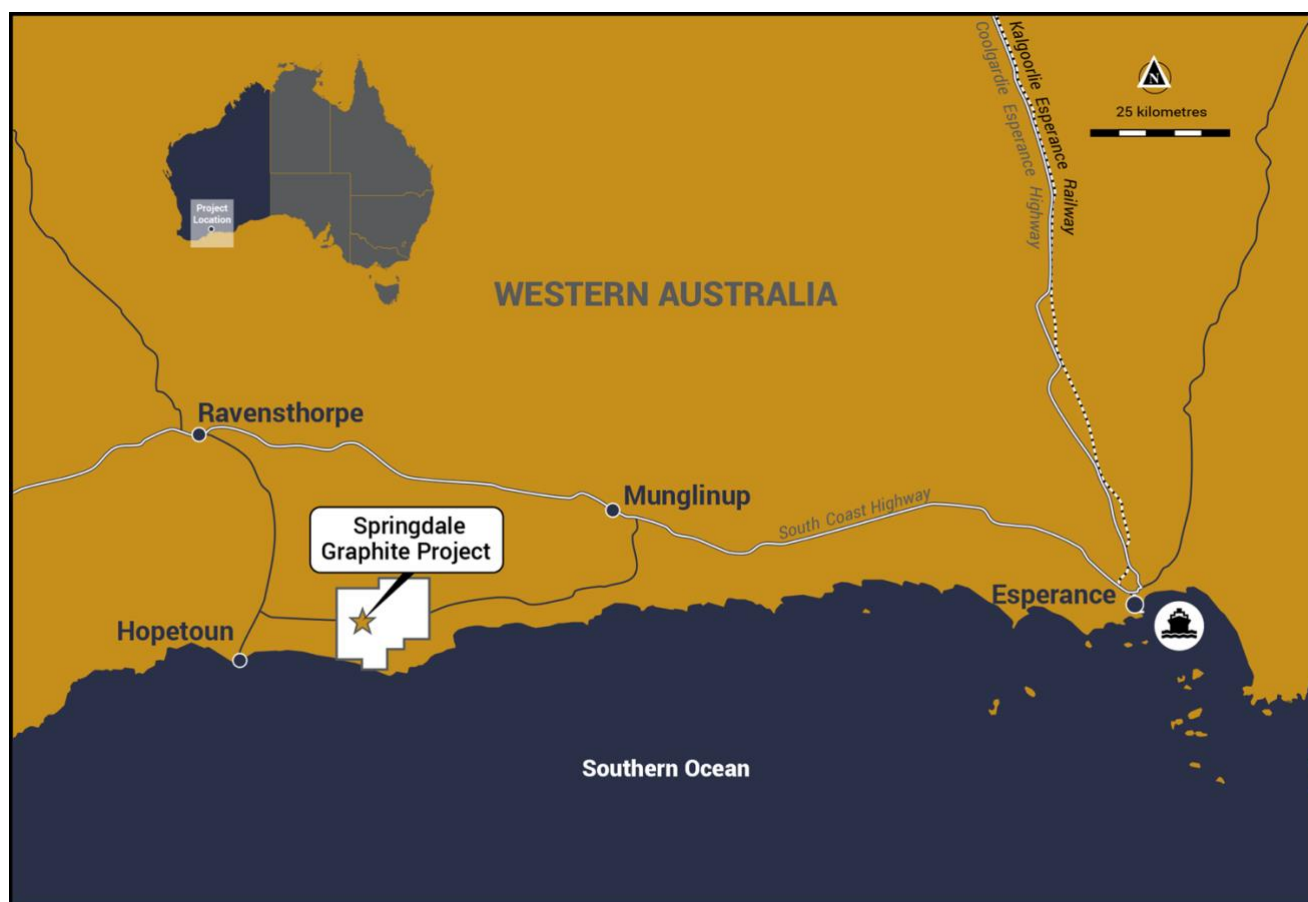 Kalgoorlie Esperance Railway
Coolgardie Esperance Highway
N
25 kilometres
Project
Location
WESTERN AUSTRALIA
Ravensthorpe
Munglinup
South Coast Highway
Springdale
Graphite Project
Esperance
Hopetoun
Southern Ocean